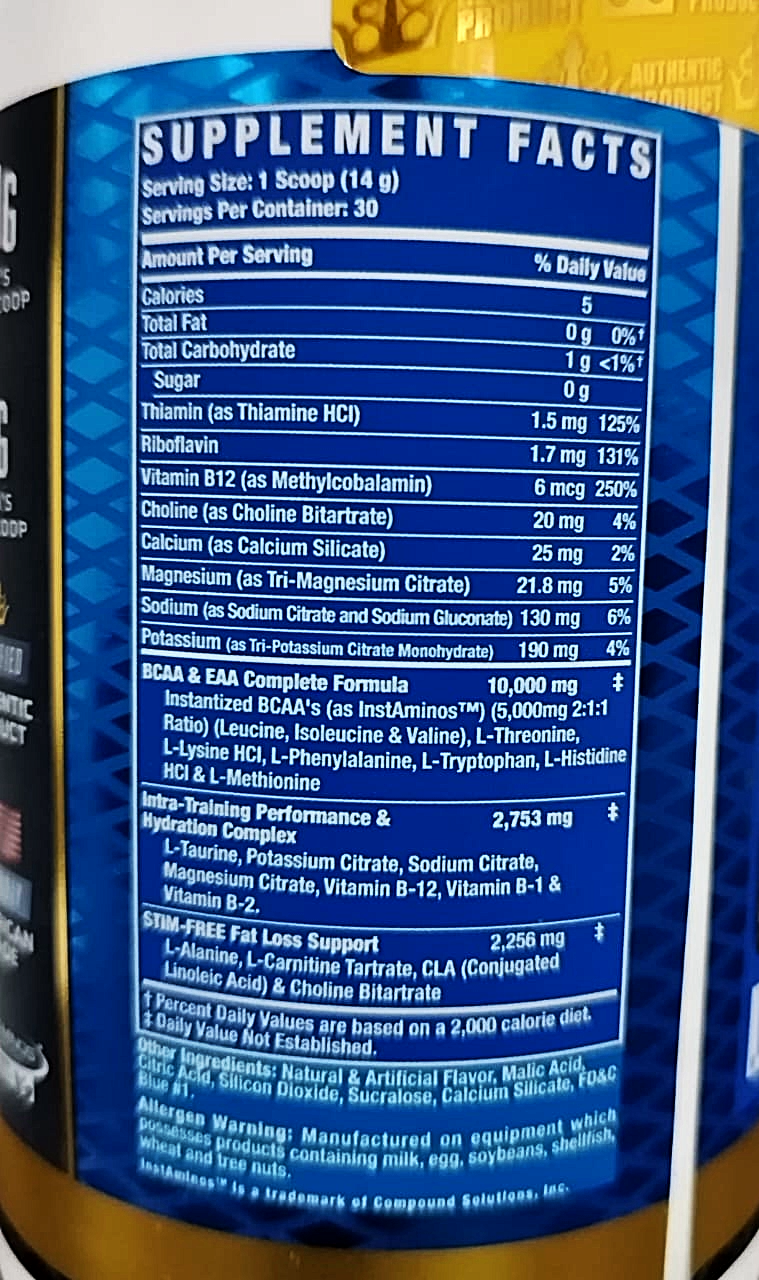 PRODUCT
AUTHENTIC
PRODUCT
SUPPLEMENT FACTS
Serving Size: 1 Scoop (14 g)
Servings Per Container: 30
Amount Per Serving % Daily Value
Calories 5
Total Fat 0 g 0%†
Total Carbohydrate 1 g <1%†
Sugar 0 g
Thiamin (as Thiamine HCl) 1.5 mg 125%
Riboflavin 1.7 mg 131%
Vitamin B12 (as Methylcobalamin) 6 mcg 250%
Choline (as Choline Bitartrate) 20 mg 4%
Calcium (as Calcium Silicate) 25 mg 2%
Magnesium (as Tri-Magnesium Citrate) 21.8 mg 5%
Sodium (as Sodium Citrate and Sodium Gluconate) 130 mg 6%
Potassium (as Tri-Potassium Citrate Monohydrate) 190 mg 4%
BCAA & EAA Complete Formula 10,000 mg ‡
Instantized BCAA's (as InstAminos™) (5,000mg 2:1:1
Ratio) (Leucine, Isoleucine & Valine), L-Threonine,
L-Lysine HCl, L-Phenylalanine, L-Tryptophan, L-Histidine
HCl & L-Methionine
Intra-Training Performance & 2,753 mg ‡
Hydration Complex
L-Taurine, Potassium Citrate, Sodium Citrate,
Magnesium Citrate, Vitamin B-12, Vitamin B-1 &
Vitamin B-2.
STIM-FREE Fat Loss Support 2,256 mg ‡
L-Alanine, L-Carnitine Tartrate, CLA (Conjugated
Linoleic Acid) & Choline Bitartrate
† Percent Daily Values are based on a 2,000 calorie diet.
‡ Daily Value Not Established.
Other Ingredients: Natural & Artificial Flavor, Malic Acid,
Citric Acid, Silicon Dioxide, Sucralose, Calcium Silicate, FD&C
Blue #1.
Allergen Warning: Manufactured on equipment which
possesses products containing milk, egg, soybeans, shellfish,
wheat and tree nuts.
InstAminos™ is a trademark of Compound Solutions, Inc.